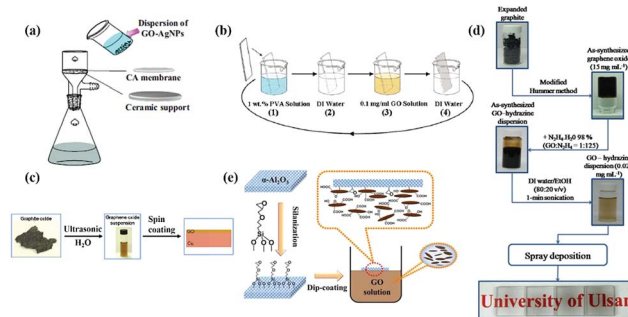 (a)
Dispersion of
GO-AgNPs
CA membrane
Ceramic support
(b)
1 wt.% PVA Solution
(1)
DI Water
(2)
0.1 mg/ml GO Solution
(3)
DI Water
(4)
(c)
Graphite oxide
Ultrasonic
H₂O
Graphene oxide
suspension
Spin
coating
GO
(d)
Expanded
graphite
Modified
Hummer method
As-synthesized
graphene oxide
(15 mg mL⁻¹)
As-synthesized
GO-hydrazine
dispersion
+ N₂H₄.H₂0 98 %
(GO:N₂H₄ = 1:125)
GO – hydrazine
dispersion (0.02
mg mL⁻¹)
DI water/EtOH
(80:20 v/v)
1-min sonication
Spray deposition
University of Ulsan
(e)
α-Al₂O₃
Silanization
Dip-coating
GO
solution